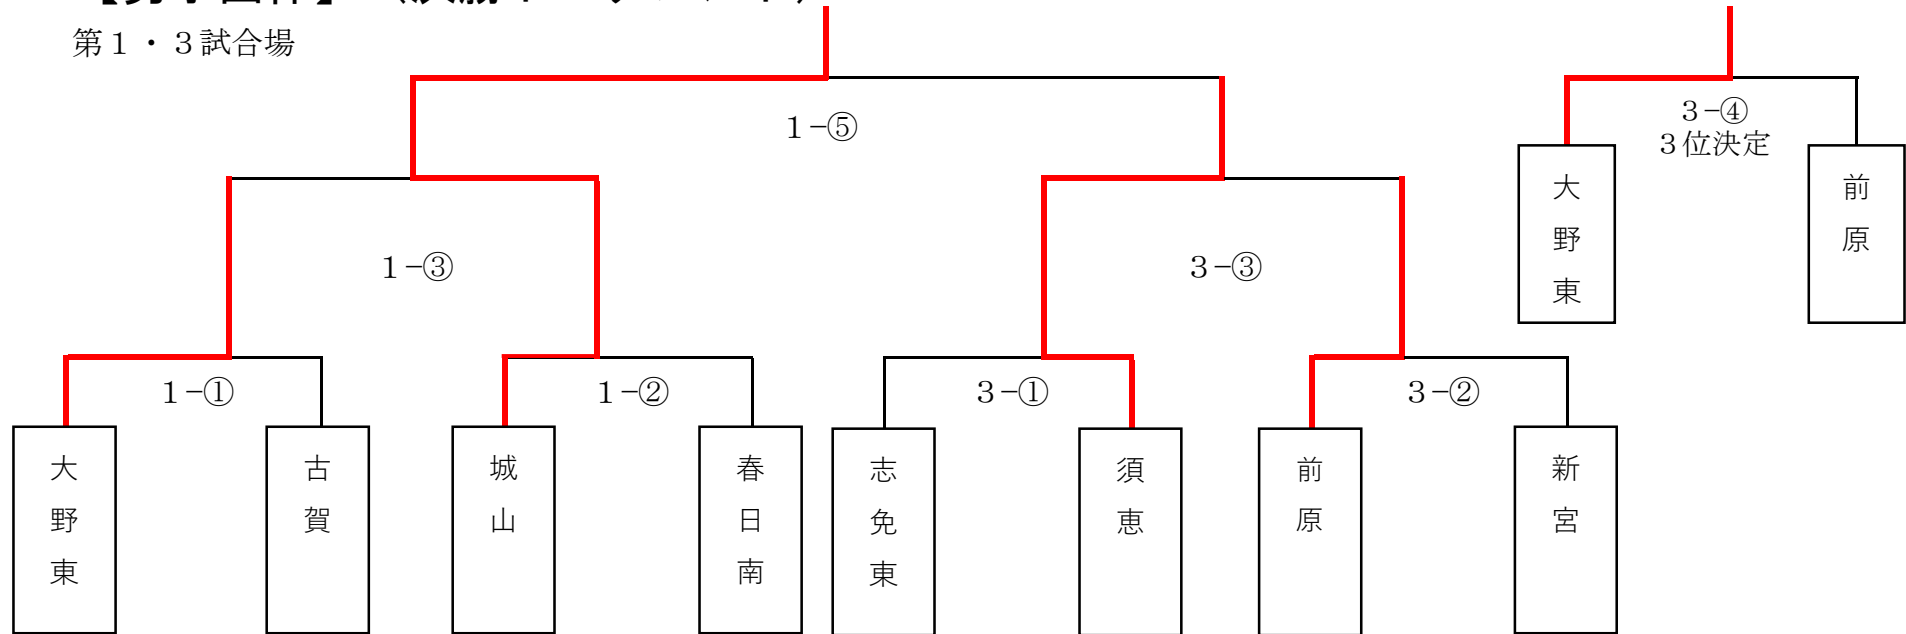 第１・３試合場
１−⑤
３−④
３位決定
大野東
前原
１−③
３−③
１−①
１−②
３−①
３−②
大野東
古賀
城山
春日南
志免東
須恵
前原
新宮